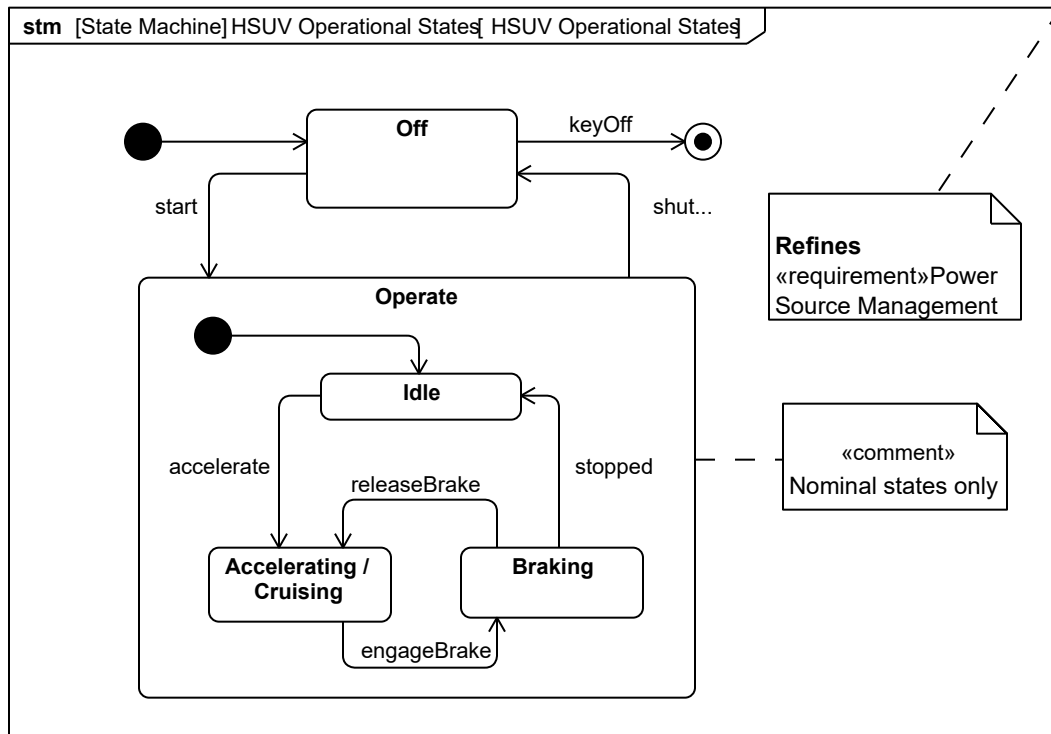 stm [State Machine] HSUV Operational States[ HSUV Operational States]
Off
keyOff
start
shut...
Refines
«requirement»Power
Source Management
Operate
Idle
accelerate
stopped
«comment»
Nominal states only
releaseBrake
Accelerating /
Cruising
Braking
engageBrake